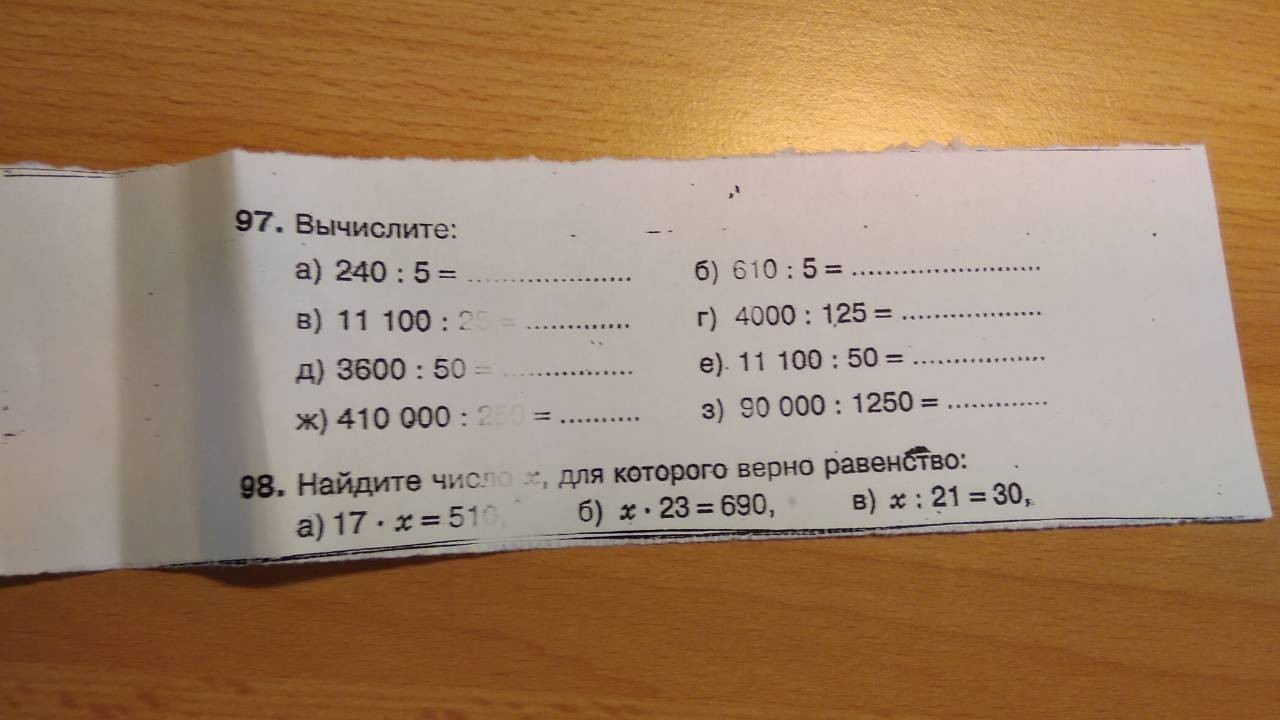 97. Вычислите:
а) 240 : 5 = .................... б) 610 : 5 = ..........................
в) 11 100 : 25 = ............. г) 4000 : 125 = ...................
д) 3600 : 50 = ................ е) 11 100 : 50 = ..................
ж) 410 000 : 250 = .......... з) 90 000 : 1250 = .............
98. Найдите число x, для которого верно равенство:
а) 17 · x = 510, б) x · 23 = 690, в) x : 21 = 30,